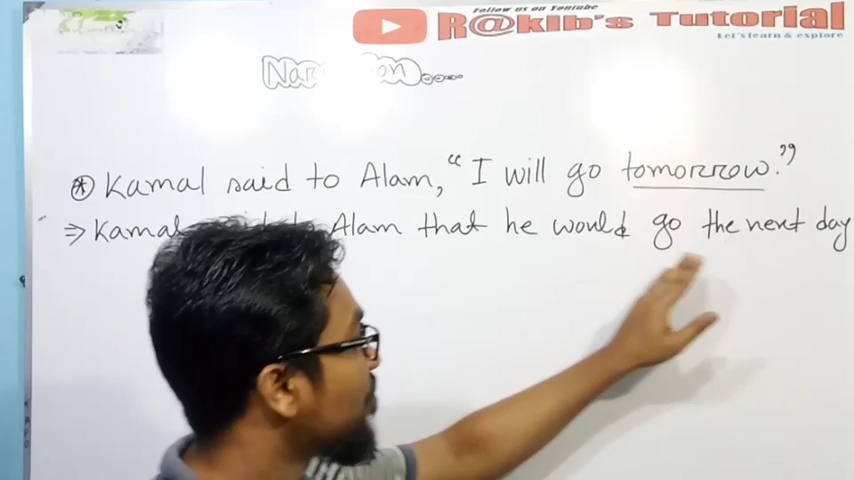 Follow us on Youtube
R@kib's Tutorial
Let's learn & explore
* Kamal said to Alam, "I will go tomorrow."
⇒ Kamal to Alam that he would go the next day